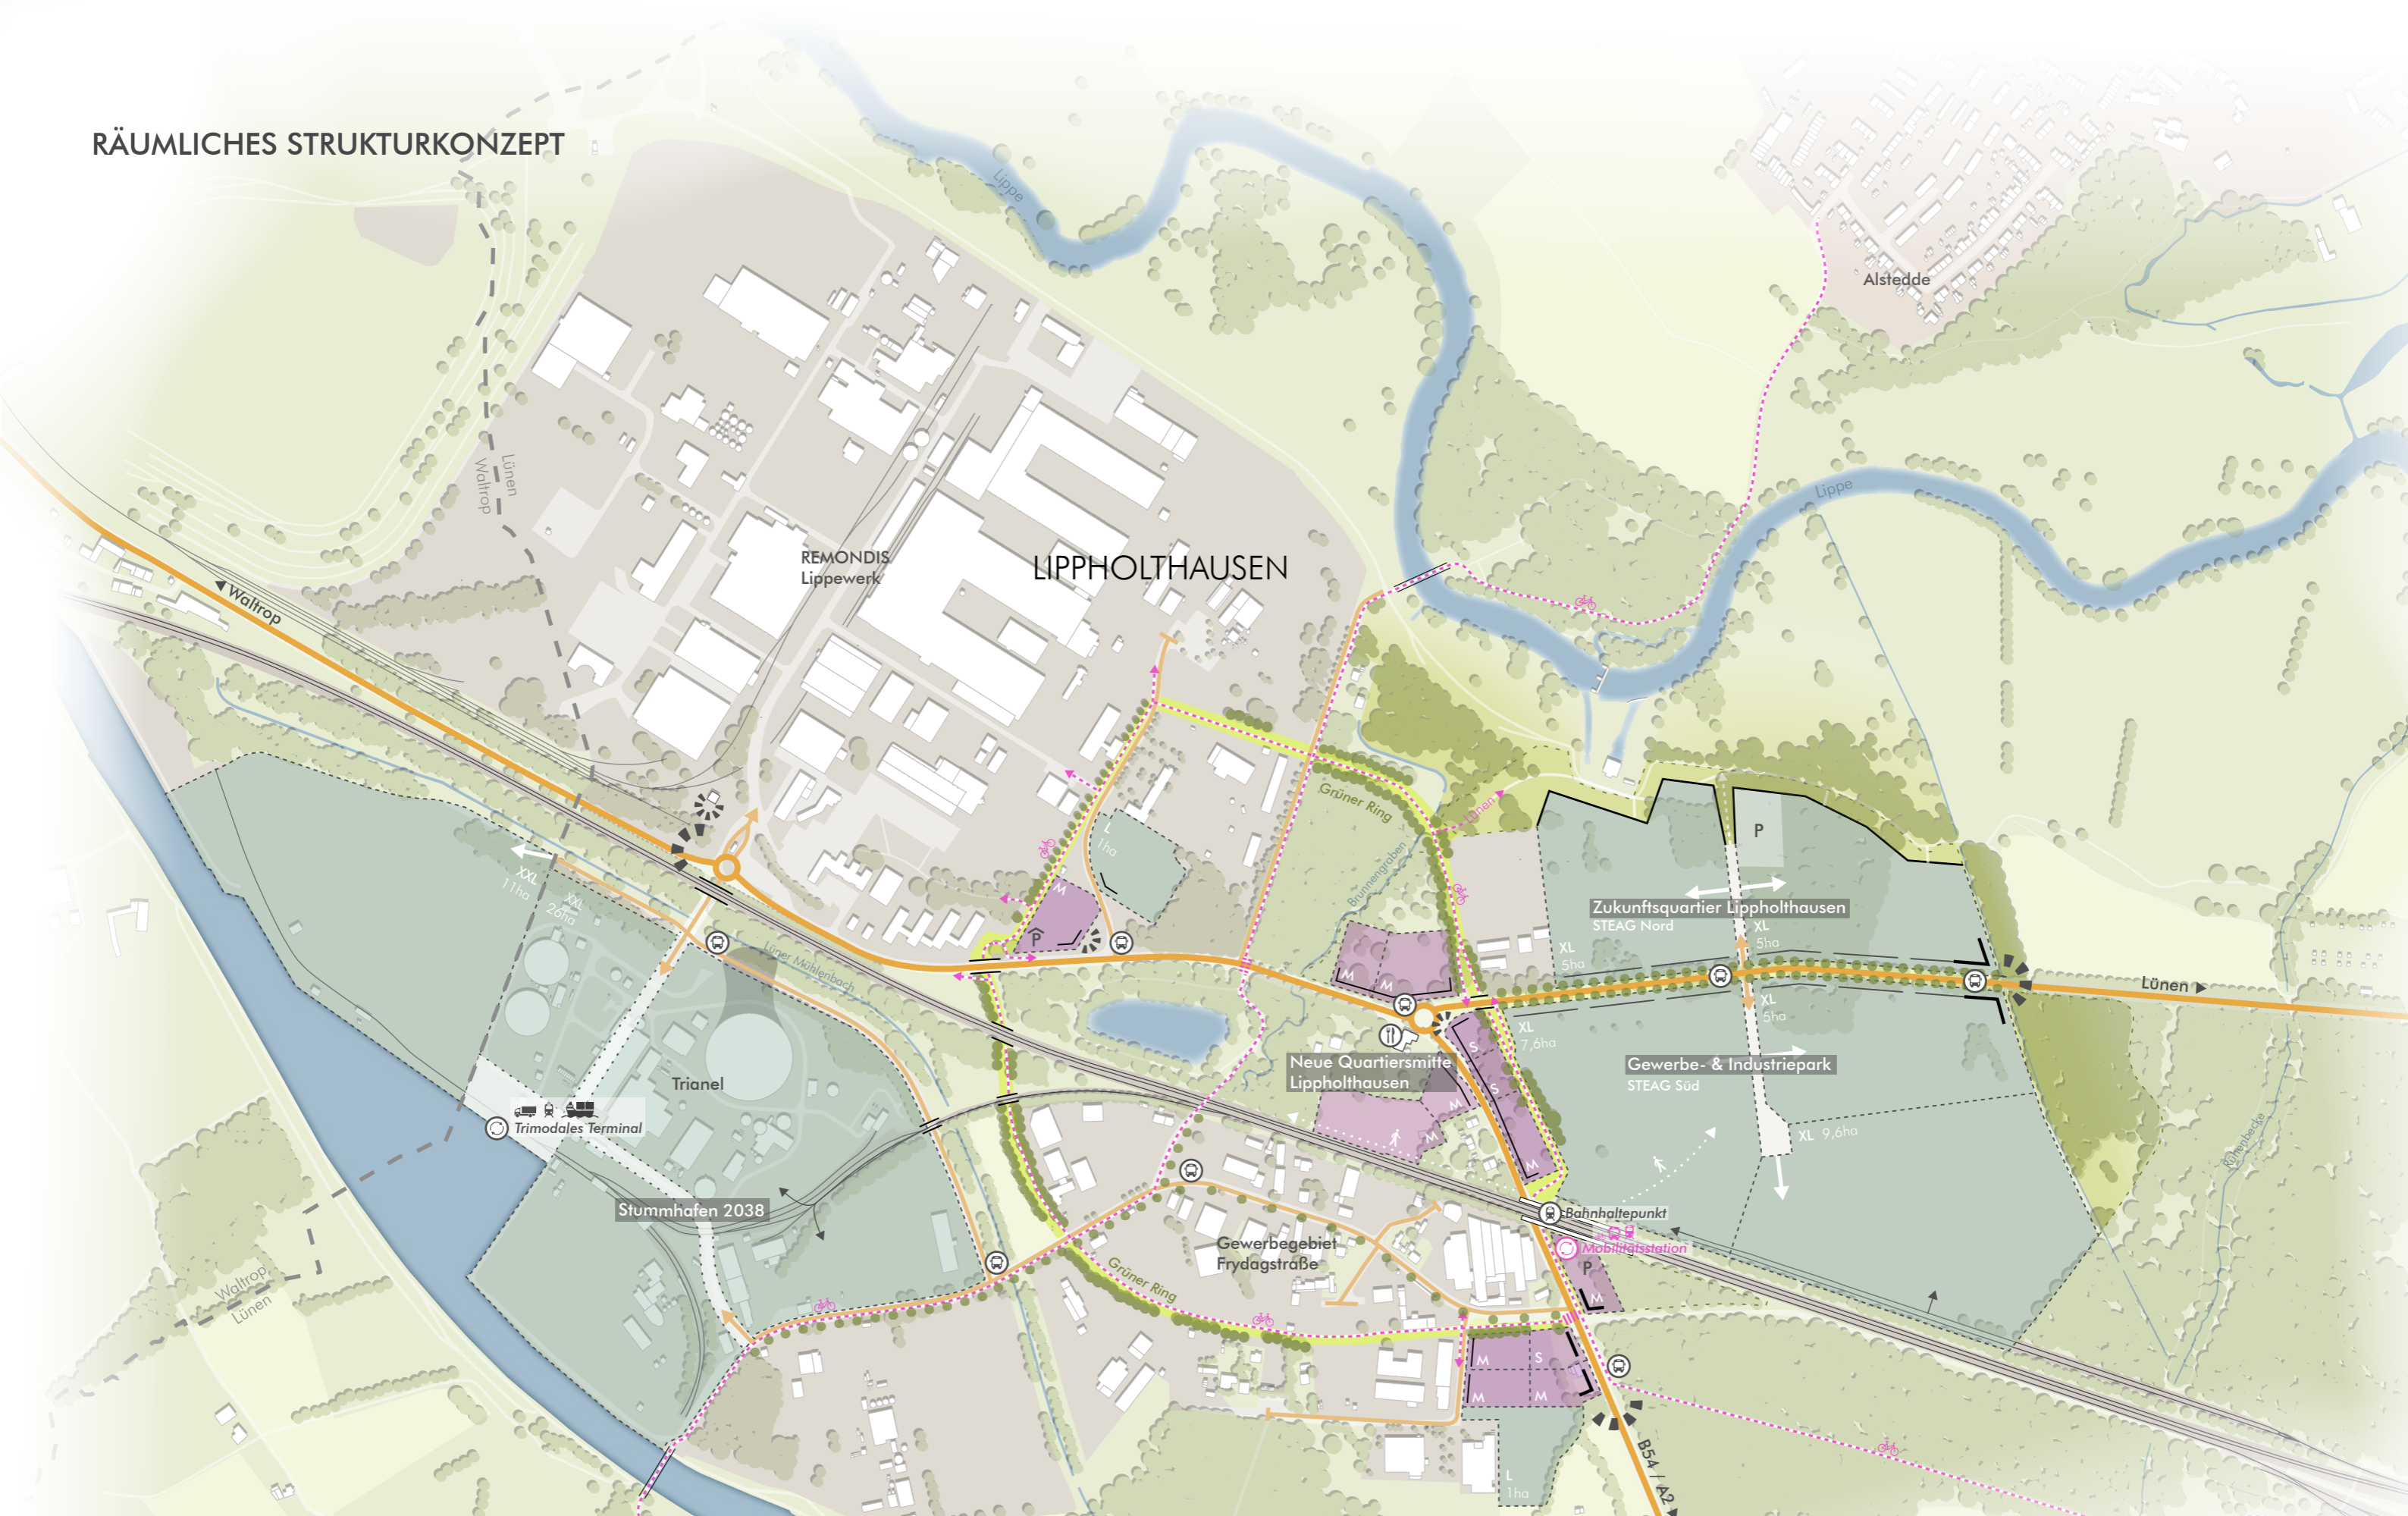 RÄUMLICHES STRUKTURKONZEPT
Lippe
Alstedde
Lünen
Waltrop
Lippe
REMONDIS
Lippewerk
LIPPHOLTHAUSEN
Waltrop
Grüner Ring
Lünen
L
1ha
P
Brunnengraben
XXL
11ha
XXL
26ha
M
P
Zukunftsquartier Lippholthausen
STEAG Nord
XL
5ha
XL
5ha
Lüner Mühlenbach
M
M
Lünen
XL
5ha
XL
7,6ha
S
Neue Quartiersmitte
Lippholthausen
Gewerbe- & Industriepark
STEAG Süd
Trianel
S
M
Trimodales Terminal
M
XL 9,6ha
M
Rühenbecke
Stummhafen 2038
Bahnhaltepunkt
Mobilitätsstation
Gewerbegebiet
Frydagstraße
Grüner Ring
P
M
Waltrop
Lünen
M
S
M
M
B54 / A2
L
1ha